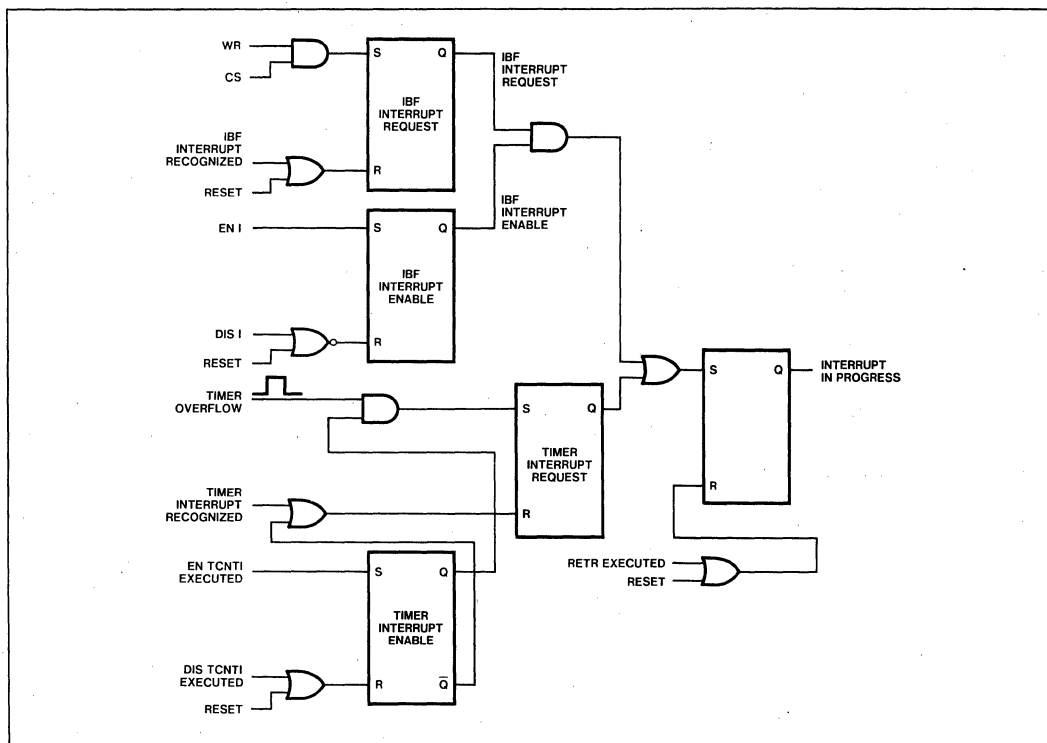 WR
CS
S
Q
IBF
INTERRUPT
REQUEST
R
IBF
INTERRUPT
REQUEST
IBF
INTERRUPT
RECOGNIZED
RESET
IBF
INTERRUPT
ENABLE
EN I
S
Q
IBF
INTERRUPT
ENABLE
R
DIS I
RESET
TIMER
OVERFLOW
S
Q
TIMER
INTERRUPT
REQUEST
R
S
Q
R
INTERRUPT
IN PROGRESS
TIMER
INTERRUPT
RECOGNIZED
EN TCNTI
EXECUTED
S
Q
TIMER
INTERRUPT
ENABLE
R
Q̅
RETR EXECUTED
RESET
DIS TCNTI
EXECUTED
RESET